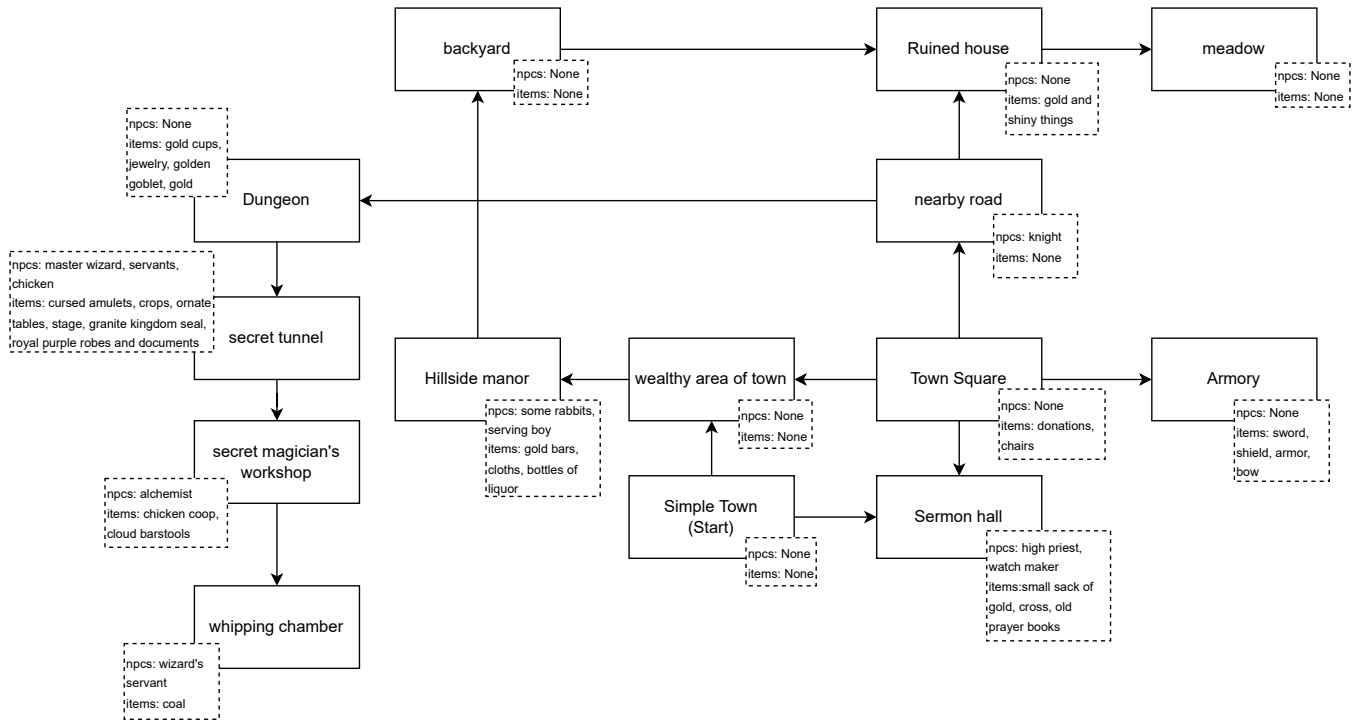 backyard
npcs: None
items: None
Ruined house
npcs: None
items: gold and
shiny things
meadow
npcs: None
items: None
npcs: None
items: gold cups,
jewelry, golden
goblet, gold
Dungeon
nearby road
npcs: knight
items: None
npcs: master wizard, servants,
chicken
items: cursed amulets, crops, ornate
tables, stage, granite kingdom seal,
royal purple robes and documents
secret tunnel
Hillside manor
npcs: some rabbits,
serving boy
items: gold bars,
cloths, bottles of
liquor
wealthy area of town
npcs: None
items: None
Town Square
npcs: None
items: donations,
chairs
Armory
npcs: None
items: sword,
shield, armor,
bow
secret magician's
workshop
npcs: alchemist
items: chicken coop,
cloud barstools
Simple Town
(Start)
npcs: None
items: None
Sermon hall
npcs: high priest,
watch maker
items:small sack of
gold, cross, old
prayer books
whipping chamber
npcs: wizard's
servant
items: coal